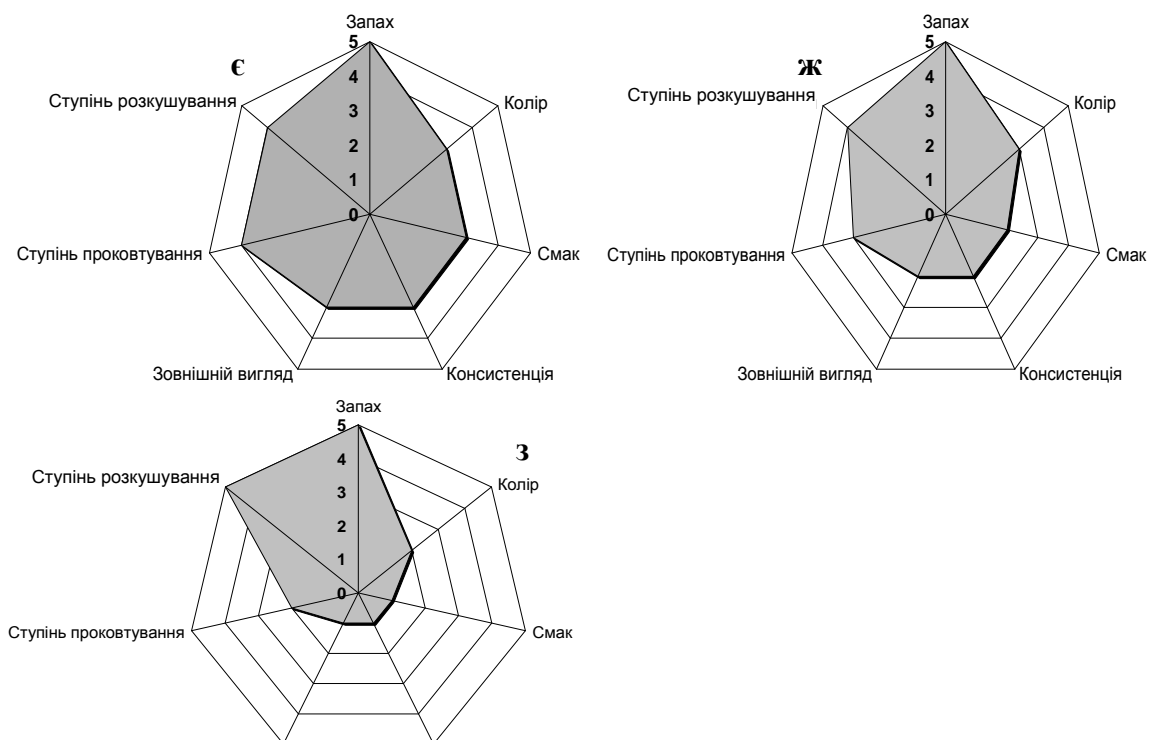 Запах
5
Є
4
Ступінь розкушування
Колір
3
2
1
0
Ступінь проковтування
Смак
Зовнішній вигляд
Консистенція
Запах
5
Ж
4
Ступінь розкушування
Колір
3
2
1
0
Ступінь проковтування
Смак
Зовнішній вигляд
Консистенція
Запах
5
З
4
Ступінь розкушування
Колір
3
2
1
0
Ступінь проковтування
Смак